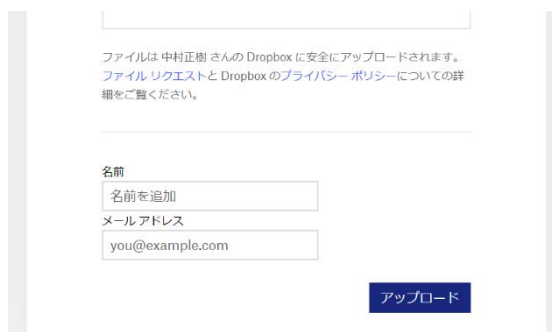 ファイルは 中村正樹 さんの Dropbox に安全にアップロードされます。
ファイル リクエストと Dropbox のプライバシー ポリシーについての詳
細をご覧ください。
名前
名前を追加
メール アドレス
you@example.com
アップロード